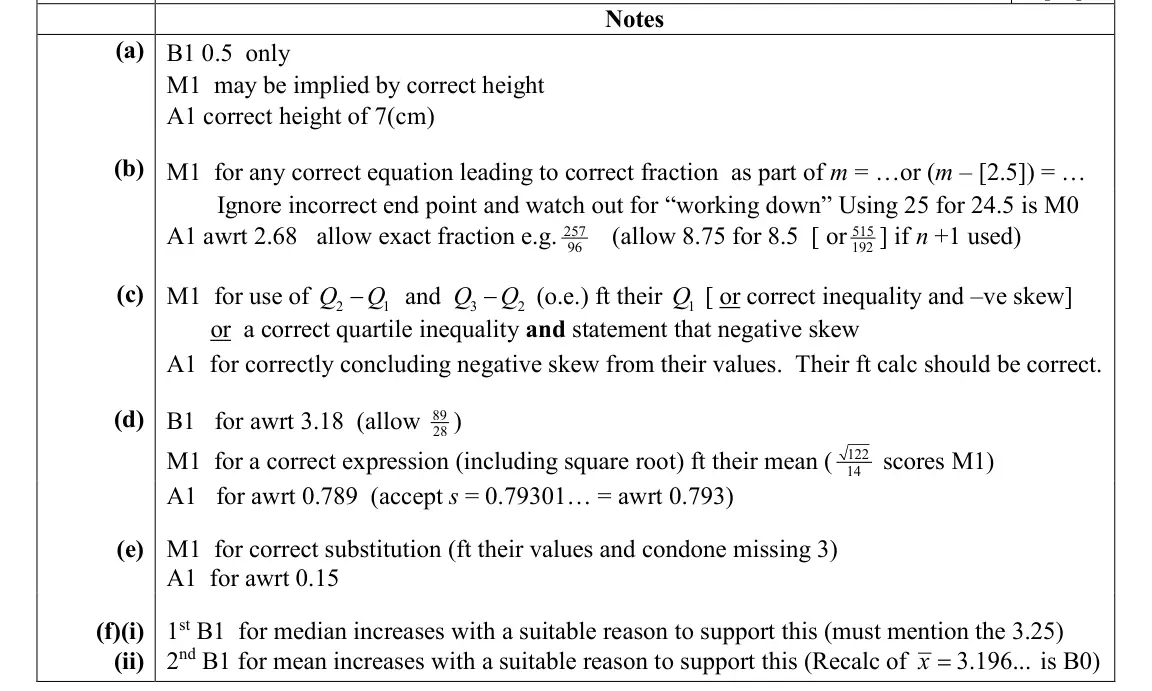 Notes
(a) B1 0.5 only
M1 may be implied by correct height
A1 correct height of 7(cm)
(b) M1 for any correct equation leading to correct fraction as part of m = …or (m – [2.5]) = …
Ignore incorrect end point and watch out for “working down” Using 25 for 24.5 is M0
A1 awrt 2.68 allow exact fraction e.g. 257/96 (allow 8.75 for 8.5 [ or 515/192 ] if n +1 used)
(c) M1 for use of Q₂ − Q₁ and Q₃ − Q₂ (o.e.) ft their Q₁ [ or correct inequality and –ve skew]
or a correct quartile inequality and statement that negative skew
A1 for correctly concluding negative skew from their values. Their ft calc should be correct.
(d) B1 for awrt 3.18 (allow 89/28 )
M1 for a correct expression (including square root) ft their mean ( √122/14 scores M1)
A1 for awrt 0.789 (accept s = 0.79301… = awrt 0.793)
(e) M1 for correct substitution (ft their values and condone missing 3)
A1 for awrt 0.15
(f)(i) 1st B1 for median increases with a suitable reason to support this (must mention the 3.25)
(ii) 2nd B1 for mean increases with a suitable reason to support this (Recalc of x̄ = 3.196... is B0)